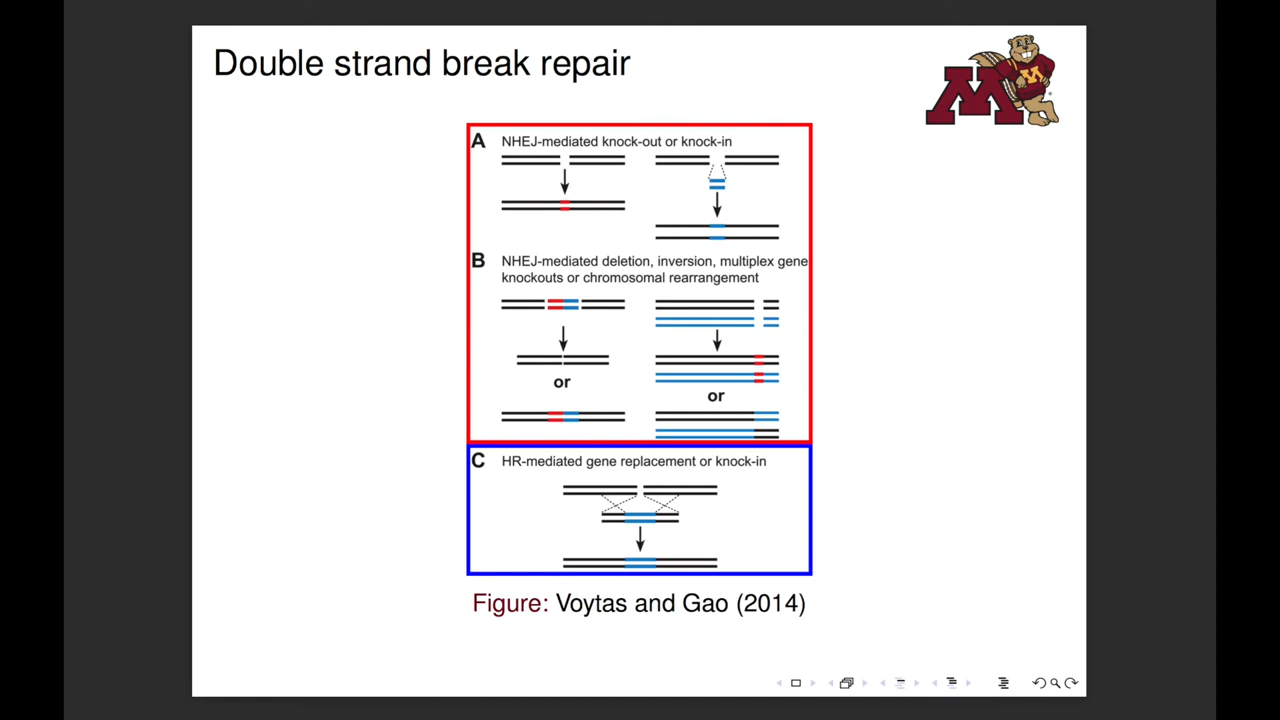 Double strand break repair
M
A NHEJ-mediated knock-out or knock-in
B NHEJ-mediated deletion, inversion, multiplex gene
knockouts or chromosomal rearrangement
or
or
C HR-mediated gene replacement or knock-in
Figure: Voytas and Gao (2014)